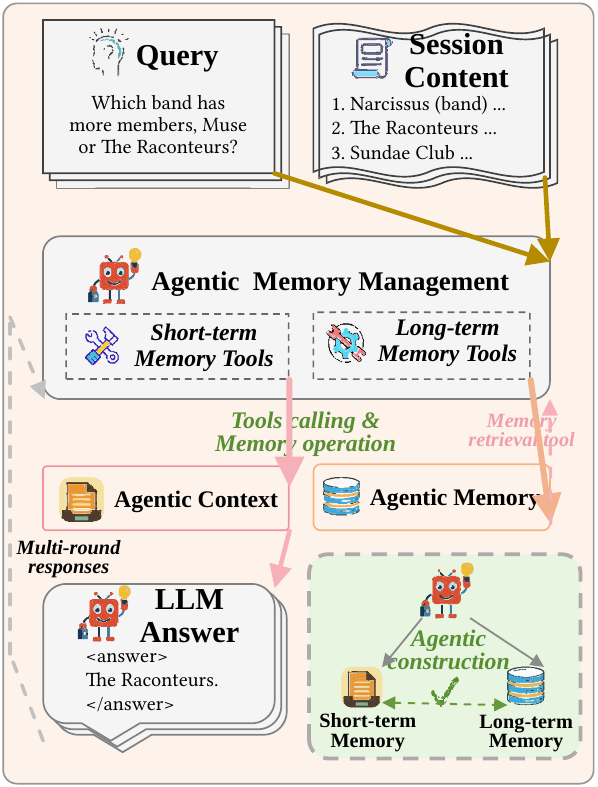 Query
Which band has
more members, Muse
or The Raconteurs?
Session
Content
1. Narcissus (band) ...
2. The Raconteurs ...
3. Sundae Club ...
Agentic Memory Management
Short-term
Memory Tools
Long-term
Memory Tools
Tools calling &
Memory operation
Memory
retrieval tool
Agentic Context
Agentic Memory
Multi-round
responses
LLM
Answer
<answer>
The Raconteurs.
</answer>
Agentic
construction
Short-term
Memory
Long-term
Memory